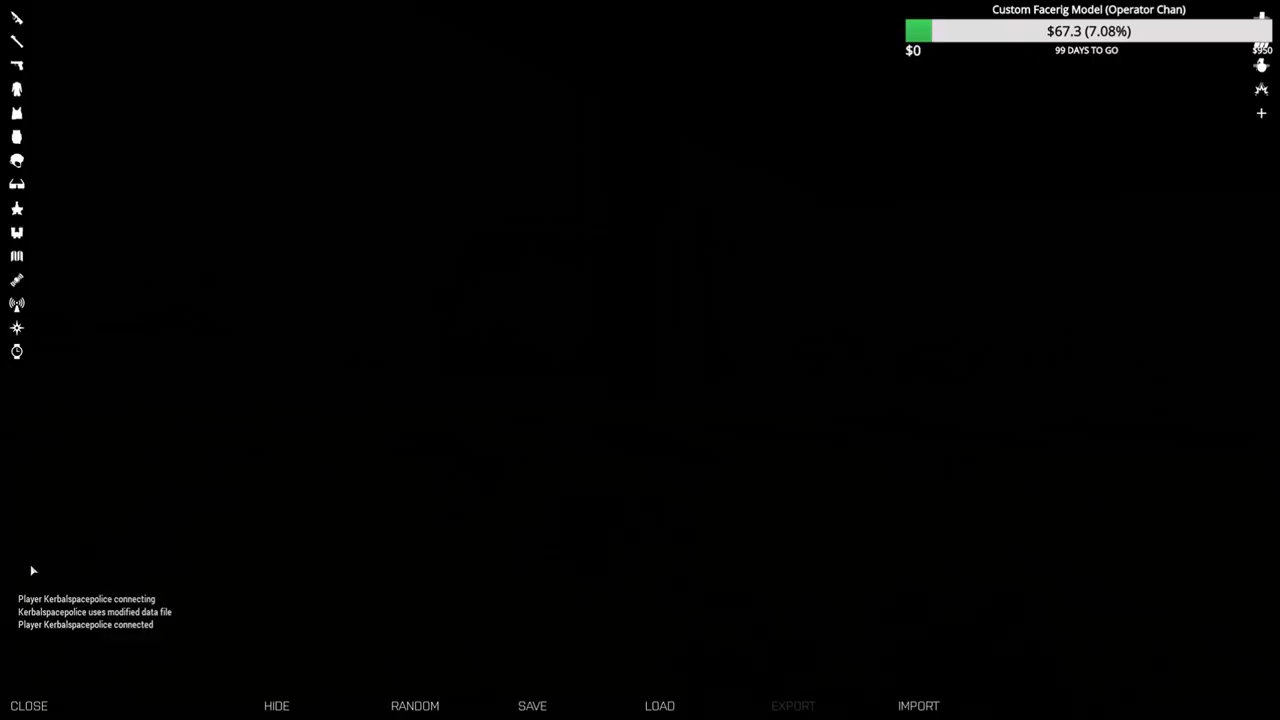 Custom Facerig Model (Operator Chan)
$67.3 (7.08%)
$0
99 DAYS TO GO
$950
Player Kerbalspacepolice connecting
Kerbalspacepolice uses modified data file
Player Kerbalspacepolice connected
CLOSE
HIDE
RANDOM
SAVE
LOAD
EXPORT
IMPORT